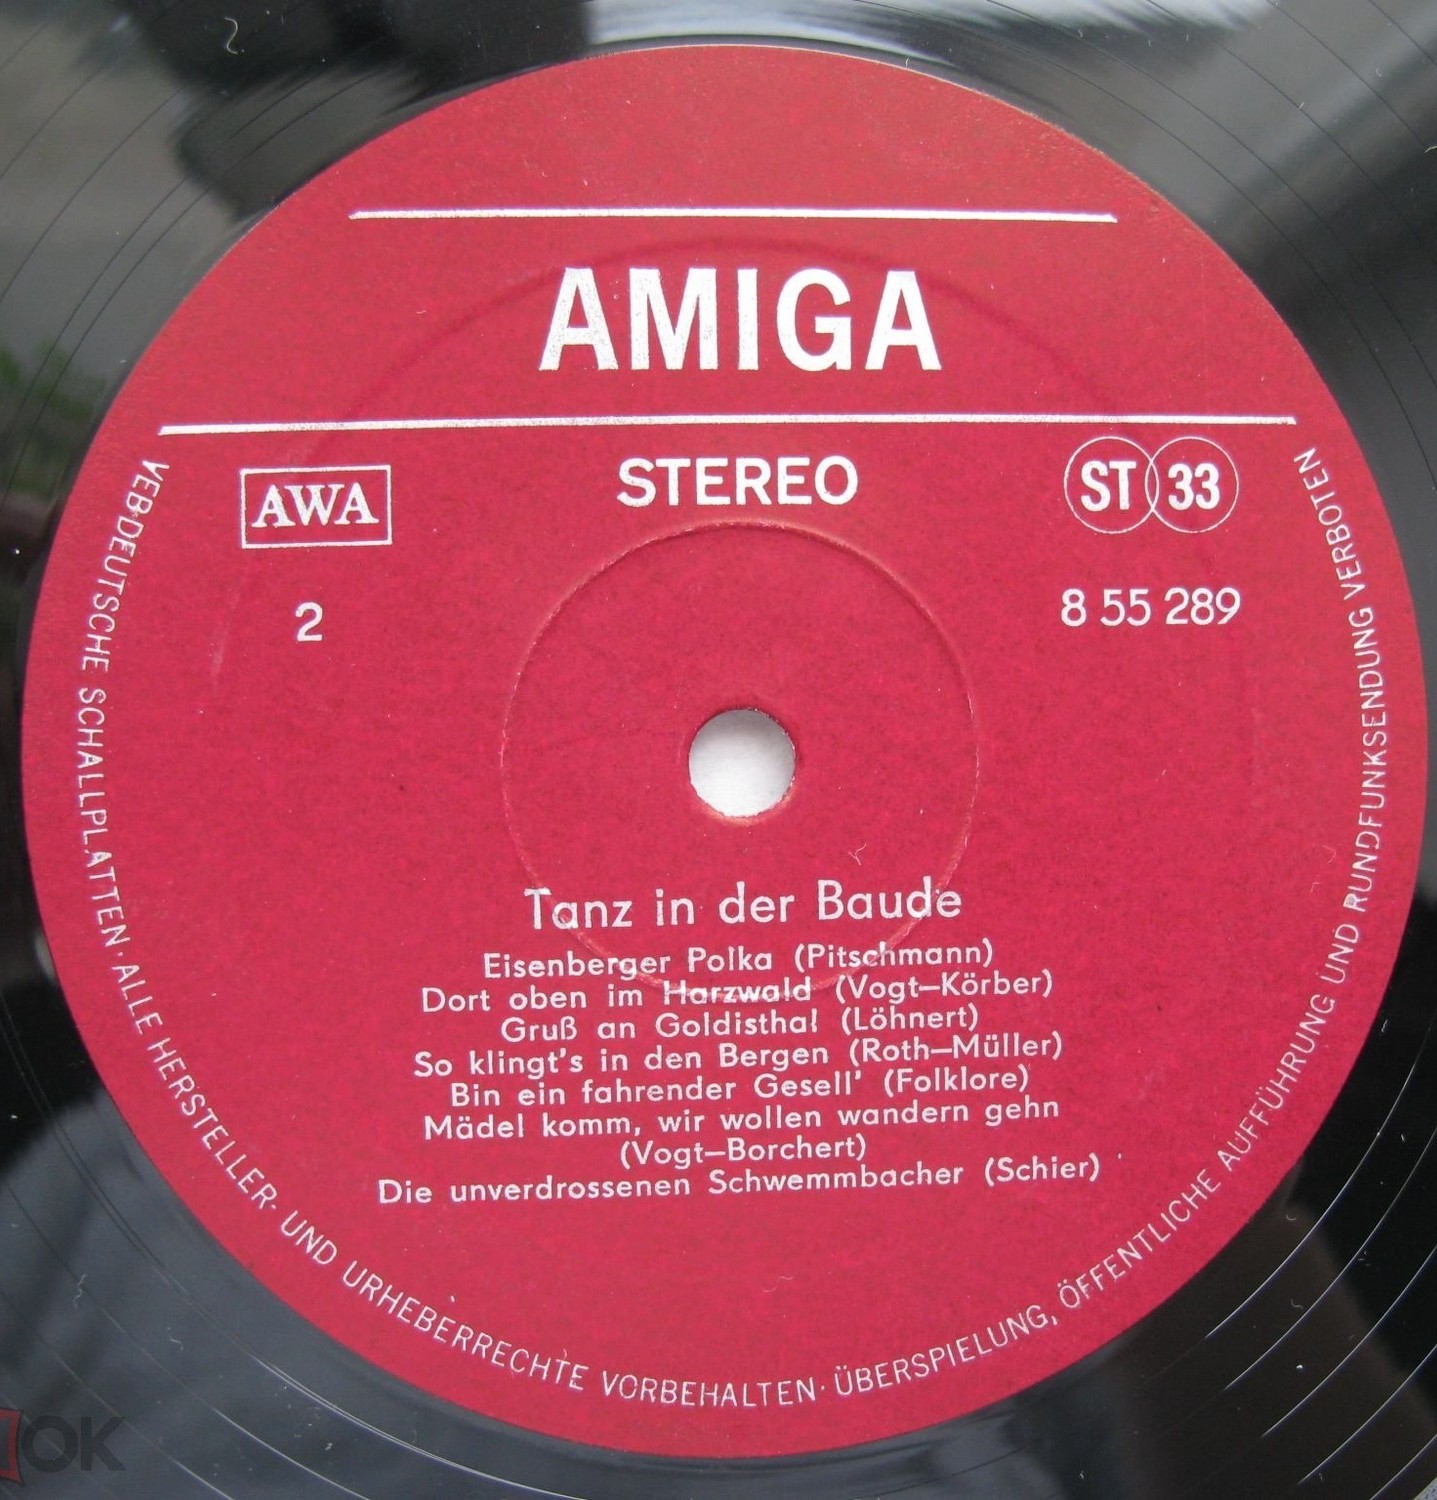 AMIGA
AWA
STEREO
ST 33
2
8 55 289
Tanz in der Baude
Eisenberger Polka (Pitschmann)
Dort oben im Harzwald (Vogt–Körber)
Gruß an Goldisthal (Löhnert)
So klingt's in den Bergen (Roth–Müller)
Bin ein fahrender Gesell' (Folklore)
Mädel komm, wir wollen wandern gehn
(Vogt–Borchert)
Die unverdrossenen Schwemmbacher (Schier)
VEB DEUTSCHE SCHALLPLATTEN · ALLE HERSTELLER- UND URHEBERRECHTE VORBEHALTEN · ÜBERSPIELUNG, ÖFFENTLICHE AUFFÜHRUNG UND RUNDFUNKSENDUNG VERBOTEN
OK